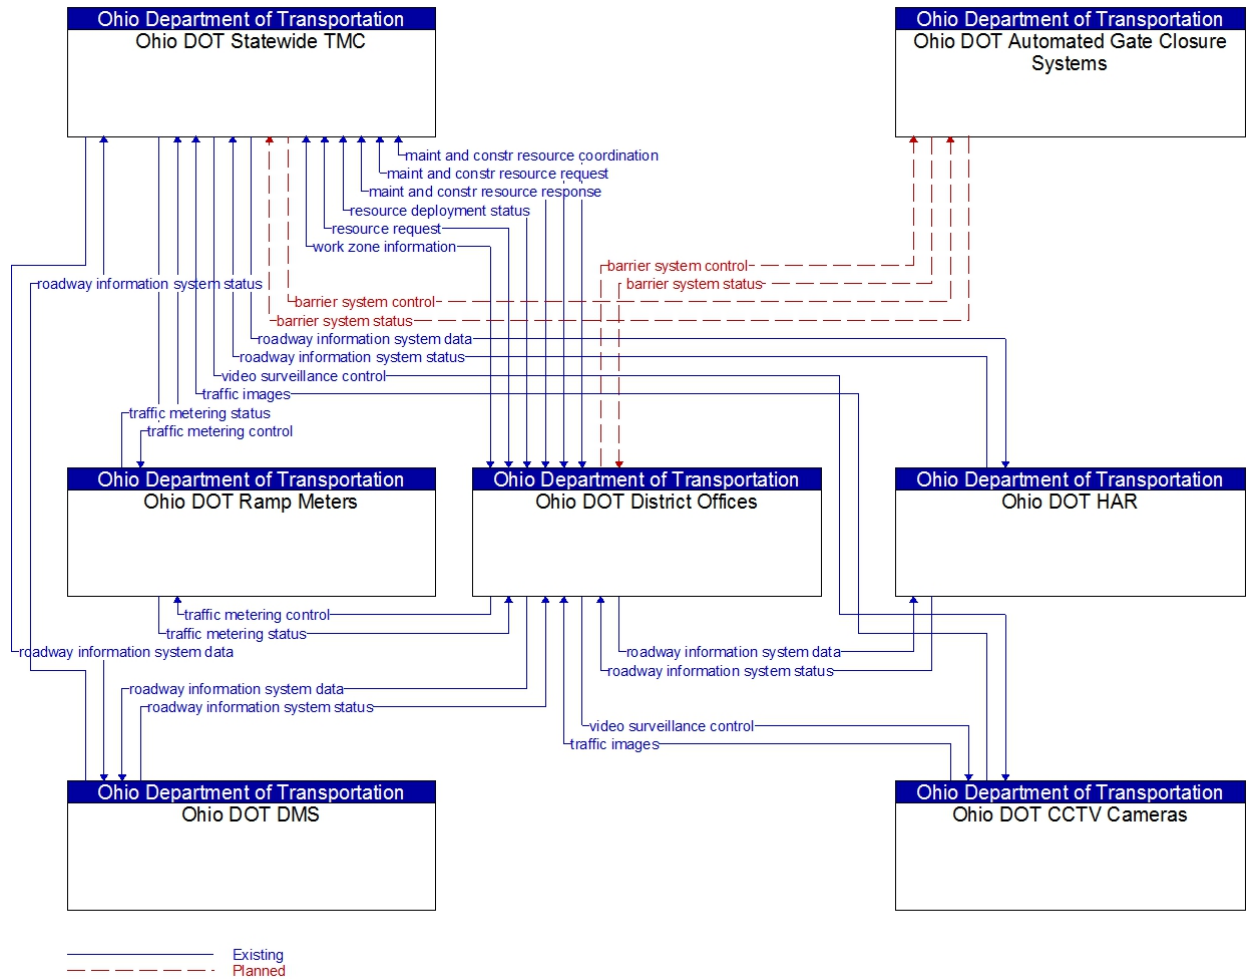 Ohio Department of Transportation
Ohio DOT Statewide TMC
Ohio Department of Transportation
Ohio DOT Automated Gate Closure
Systems
maint and constr resource coordination
maint and constr resource request
maint and constr resource response
resource deployment status
resource request
work zone information
barrier system control
roadway information system status
barrier system status
barrier system control
barrier system status
roadway information system data
roadway information system status
video surveillance control
traffic images
traffic metering status
traffic metering control
Ohio Department of Transportation
Ohio DOT Ramp Meters
Ohio Department of Transportation
Ohio DOT District Offices
Ohio Department of Transportation
Ohio DOT HAR
traffic metering control
traffic metering status
roadway information system data
roadway information system data
roadway information system status
roadway information system data
roadway information system status
video surveillance control
traffic images
Ohio Department of Transportation
Ohio DOT DMS
Ohio Department of Transportation
Ohio DOT CCTV Cameras
Existing
Planned